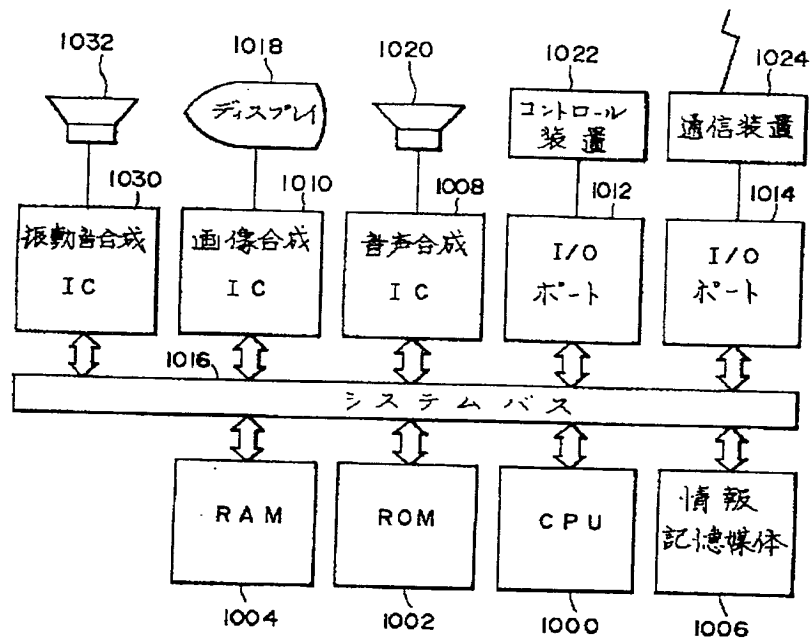 1032
1018
1020
1022
1024
ディスプレイ
コントロール
装置
通信装置
1030
1010
1008
1012
1014
振動音合成
IC
画像合成
IC
音声合成
IC
I/O
ポート
I/O
ポート
1016
システムバス
RAM
ROM
CPU
情報
記憶媒体
1004
1002
1000
1006